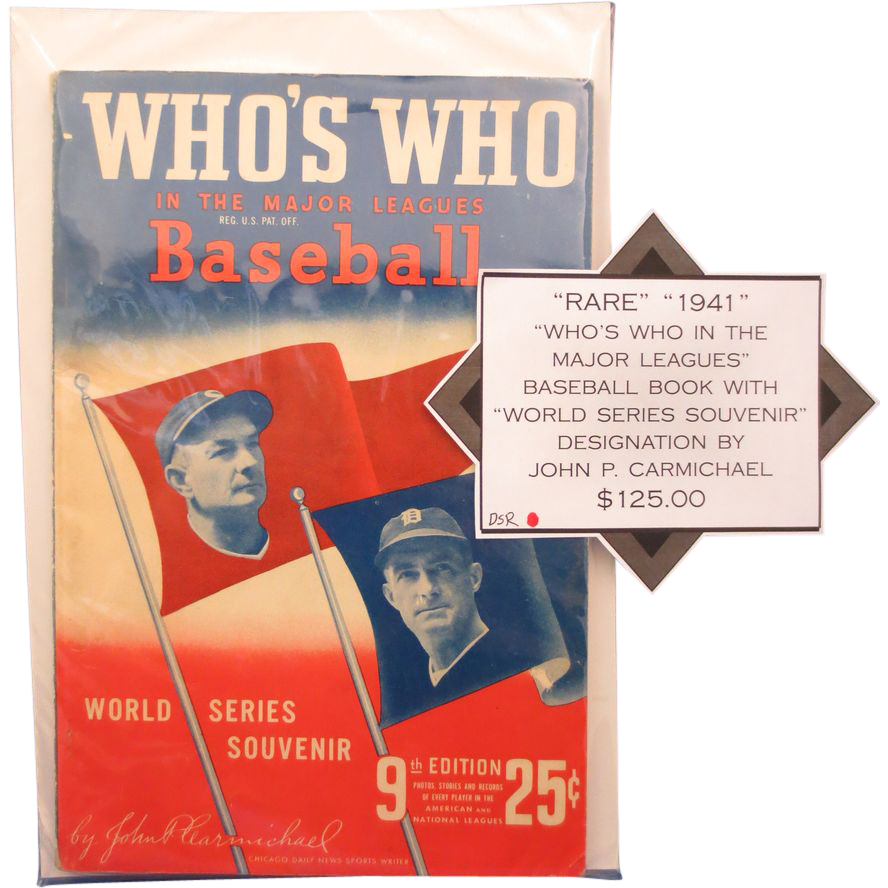 WHO'S WHO
IN THE MAJOR LEAGUES
REG. U.S. PAT. OFF.
Baseball
C
D
WORLD SERIES
SOUVENIR
9th EDITION 25¢
PHOTOS, STORIES AND RECORDS
OF EVERY PLAYER IN THE
AMERICAN AND
NATIONAL LEAGUES
by John P Carmichael
CHICAGO DAILY NEWS SPORTS WRITER
"RARE" "1941"
"WHO'S WHO IN THE
MAJOR LEAGUES"
BASEBALL BOOK WITH
"WORLD SERIES SOUVENIR"
DESIGNATION BY
JOHN P. CARMICHAEL
$125.00
DSR